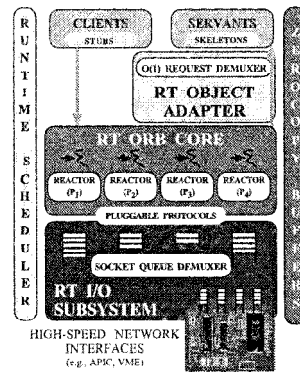 RUNTIME SCHEDULER
CLIENTS
STUBS
SERVANTS
SKELETONS
O(1) REQUEST DEMUXER
RT OBJECT
ADAPTER
RT ORB CORE
REACTOR
(P1)
REACTOR
(P2)
REACTOR
(P3)
REACTOR
(P4)
PLUGGABLE PROTOCOLS
SOCKET QUEUE DEMUXER
RT I/O
SUBSYSTEM
HIGH-SPEED NETWORK
INTERFACES
(e.g., APIC, VME)